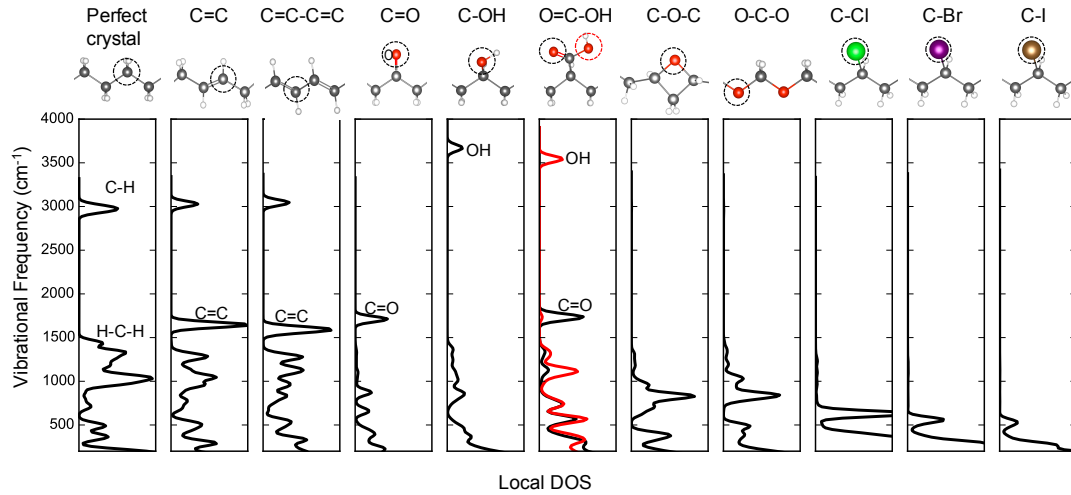 Perfect
crystal
C=C
C=C-C=C
C=O
C-OH
O=C-OH
C-O-C
O-C-O
C-Cl
C-Br
C-I
O
Vibrational Frequency (cm⁻¹)
4000
3500
3000
2500
2000
1500
1000
500
C-H
H-C-H
C=C
C=C
C=O
OH
OH
C=O
Local DOS